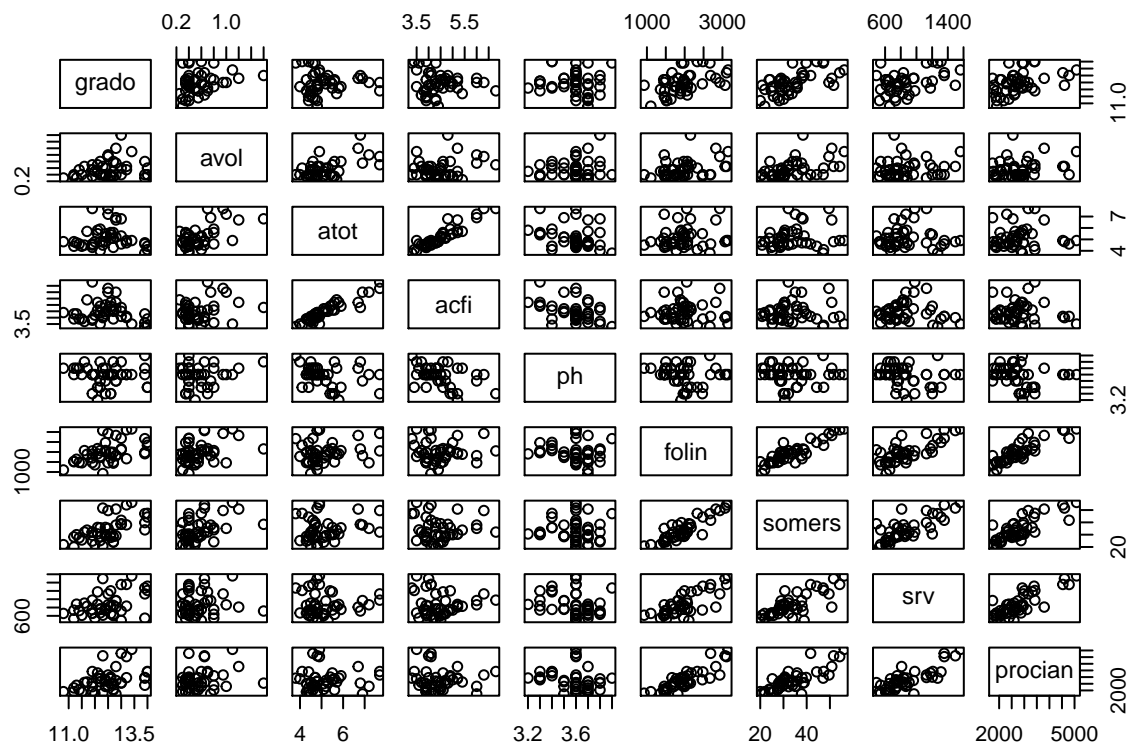 0.2 1.0 3.5 5.5 1000 3000 600 1400
grado 11.0
0.2 avol
atot 4 7
3.5 acfi
ph 3.2
1000 folin
somers 20
600 srv
procian 2000
11.0 13.5 4 6 3.2 3.6 20 40 2000 5000